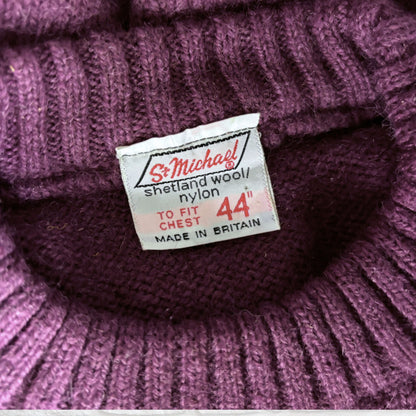 St Michael®
shetland wool/
nylon
TO FIT
CHEST 44"
MADE IN BRITAIN